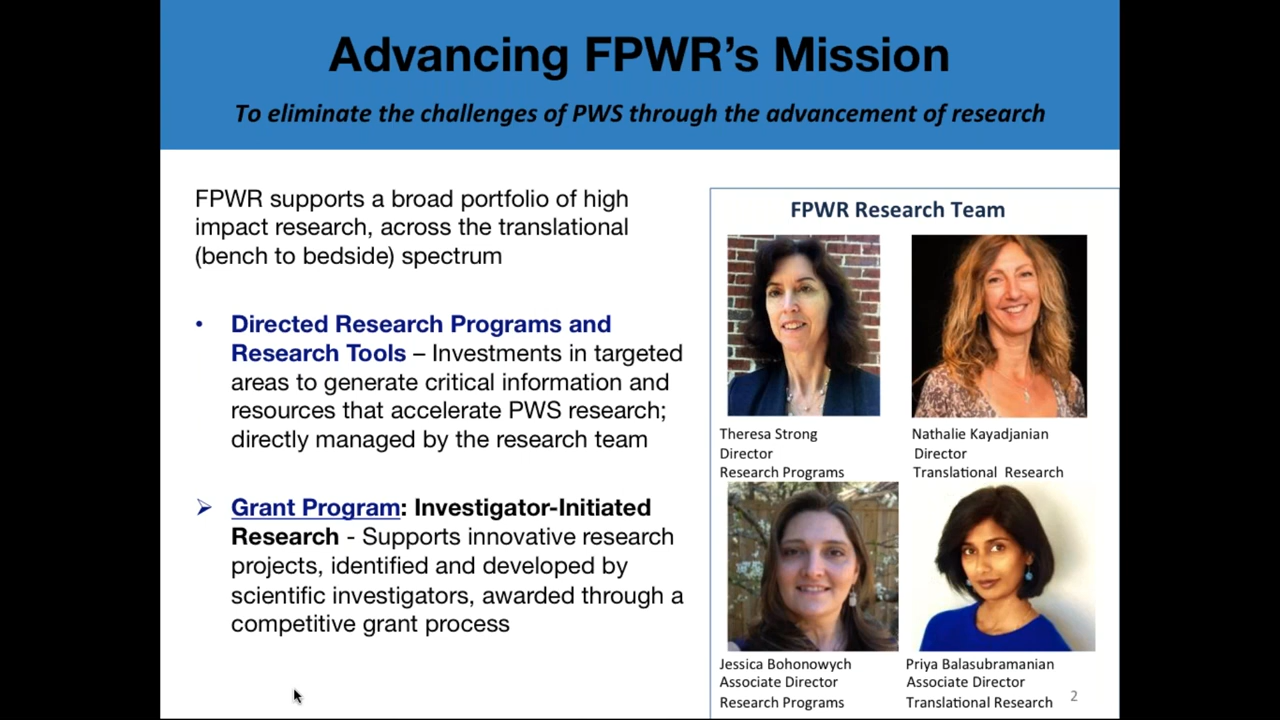 Advancing FPWR's Mission
To eliminate the challenges of PWS through the advancement of research
FPWR supports a broad portfolio of high
impact research, across the translational
(bench to bedside) spectrum
• Directed Research Programs and
Research Tools – Investments in targeted
areas to generate critical information and
resources that accelerate PWS research;
directly managed by the research team
➢ Grant Program: Investigator-Initiated
Research - Supports innovative research
projects, identified and developed by
scientific investigators, awarded through a
competitive grant process
FPWR Research Team
Theresa Strong
Director
Research Programs
Nathalie Kayadjanian
Director
Translational Research
Jessica Bohonowych
Associate Director
Research Programs
Priya Balasubramanian
Associate Director
Translational Research
2